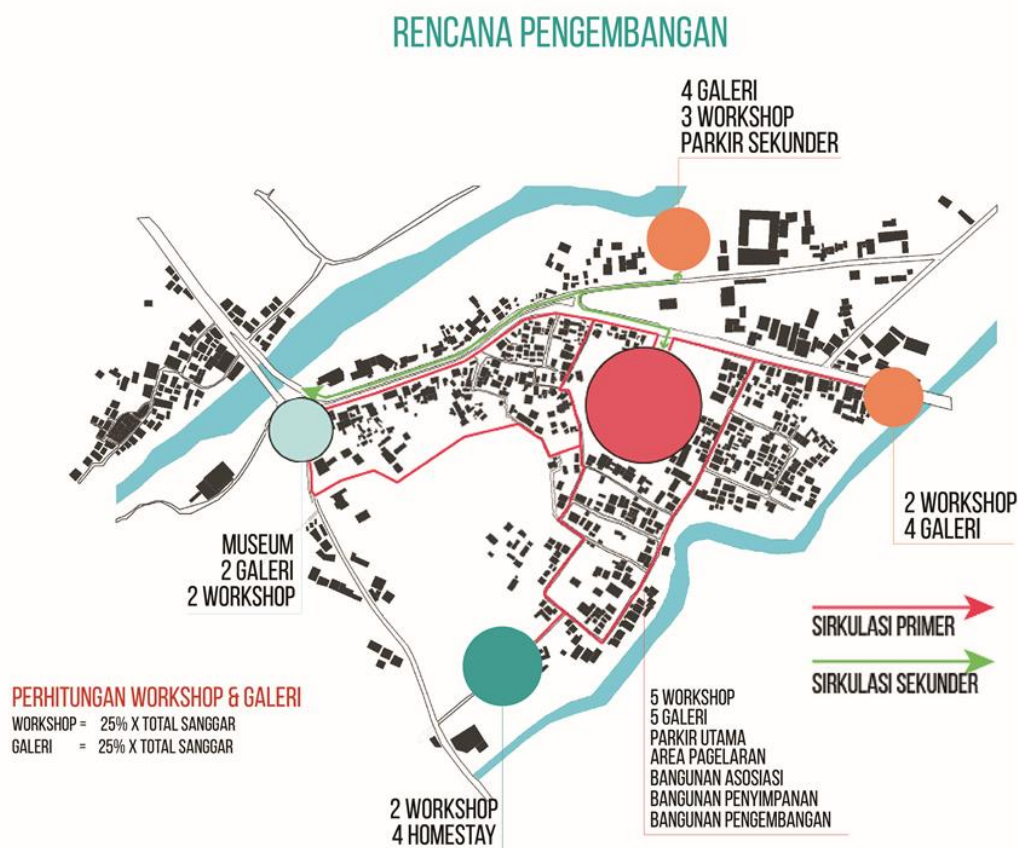 RENCANA PENGEMBANGAN
4 GALERI
3 WORKSHOP
PARKIR SEKUNDER
2 WORKSHOP
4 GALERI
MUSEUM
2 GALERI
2 WORKSHOP
SIRKULASI PRIMER
SIRKULASI SEKUNDER
PERHITUNGAN WORKSHOP & GALERI
WORKSHOP = 25% X TOTAL SANGGAR
GALERI = 25% X TOTAL SANGGAR
5 WORKSHOP
5 GALERI
PARKIR UTAMA
AREA PAGELARAN
BANGUNAN ASOSIASI
BANGUNAN PENYIMPANAN
BANGUNAN PENGEMBANGAN
2 WORKSHOP
4 HOMESTAY